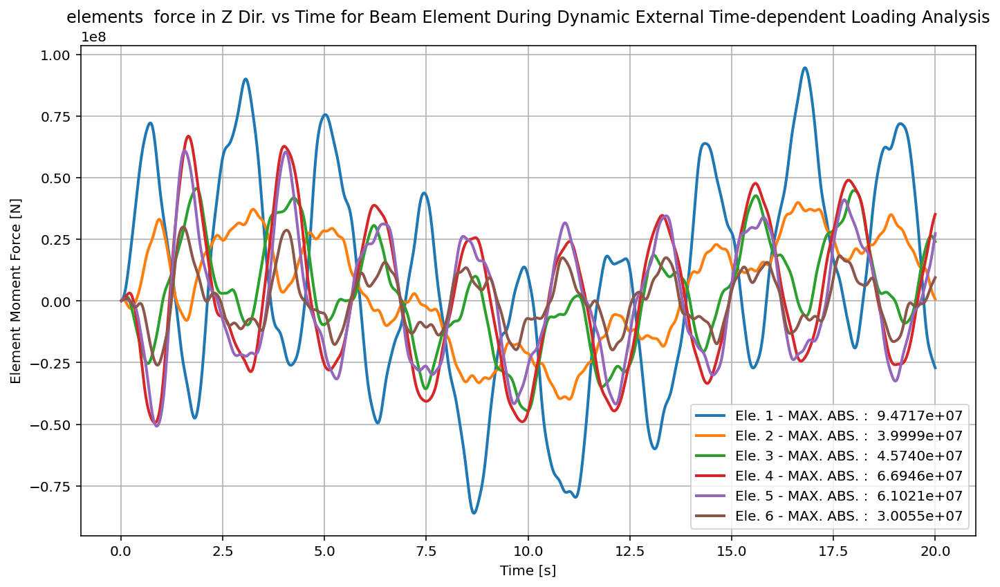 elements  force in Z Dir. vs Time for Beam Element During Dynamic External Time-dependent Loading Analysis
1e8
1.00
0.75
0.50
0.25
0.00
−0.25
−0.50
−0.75
Element Moment Force [N]
Ele. 1 - MAX. ABS. :  9.4717e+07
Ele. 2 - MAX. ABS. :  3.9999e+07
Ele. 3 - MAX. ABS. :  4.5740e+07
Ele. 4 - MAX. ABS. :  6.6946e+07
Ele. 5 - MAX. ABS. :  6.1021e+07
Ele. 6 - MAX. ABS. :  3.0055e+07
0.0 2.5 5.0 7.5 10.0 12.5 15.0 17.5 20.0
Time [s]